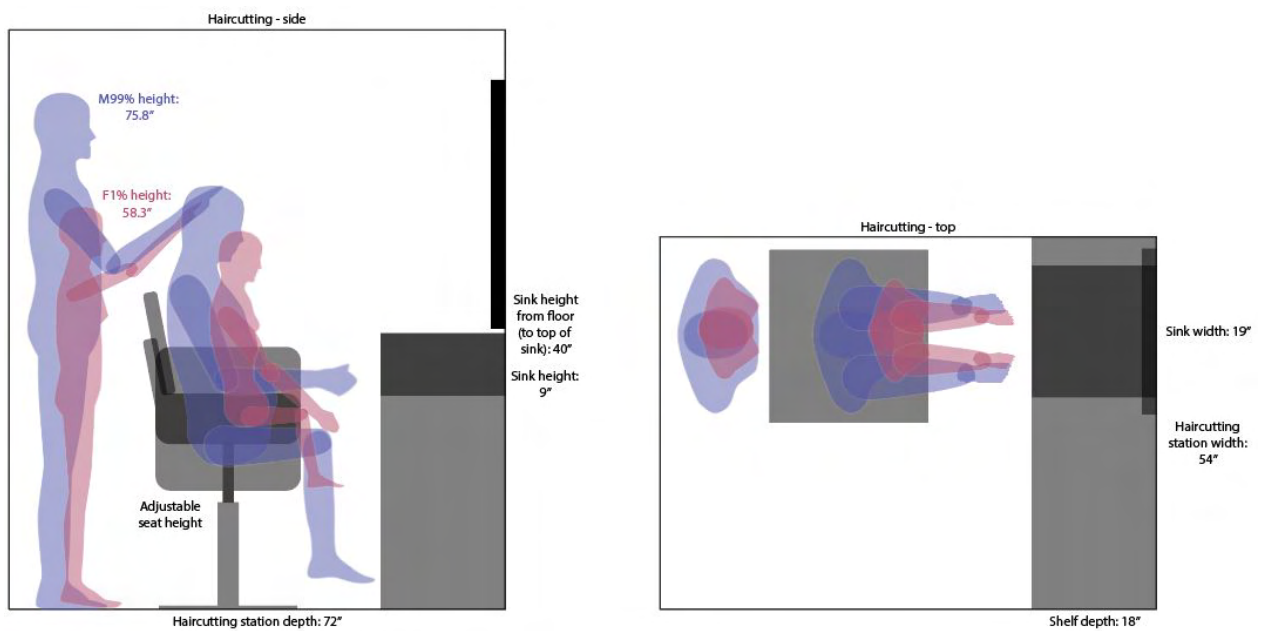 Haircutting - side
M99% height:
75.8”
F1% height:
58.3”
Sink height
from floor
(to top of
sink): 40”
Sink height:
9”
Adjustable
seat height
Haircutting station depth: 72”
Haircutting - top
Sink width: 19”
Haircutting
station width:
54”
Shelf depth: 18”